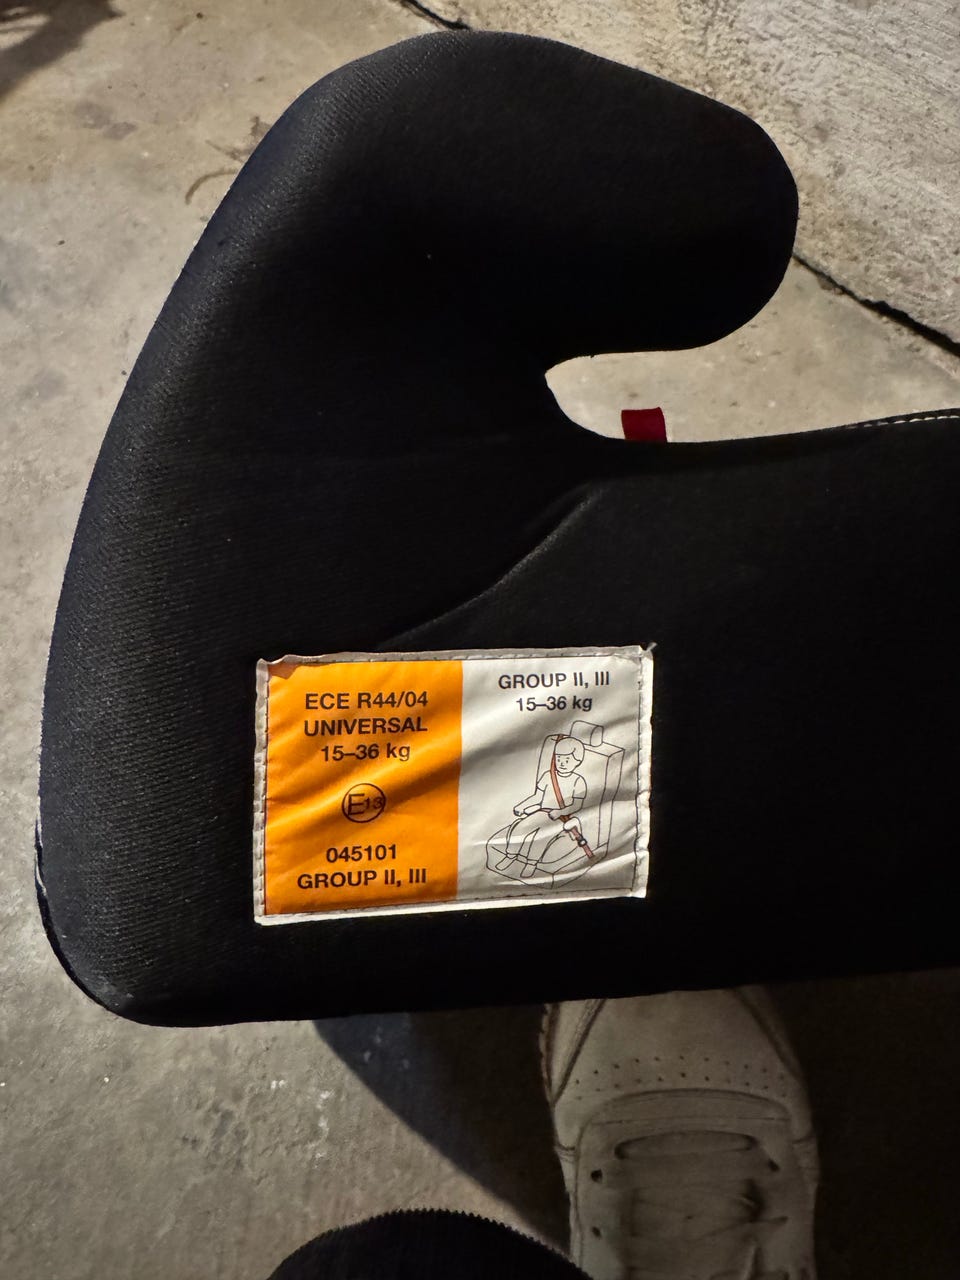 ECE R44/04
UNIVERSAL
15–36 kg
E13
045101
GROUP II, III
GROUP II, III
15–36 kg